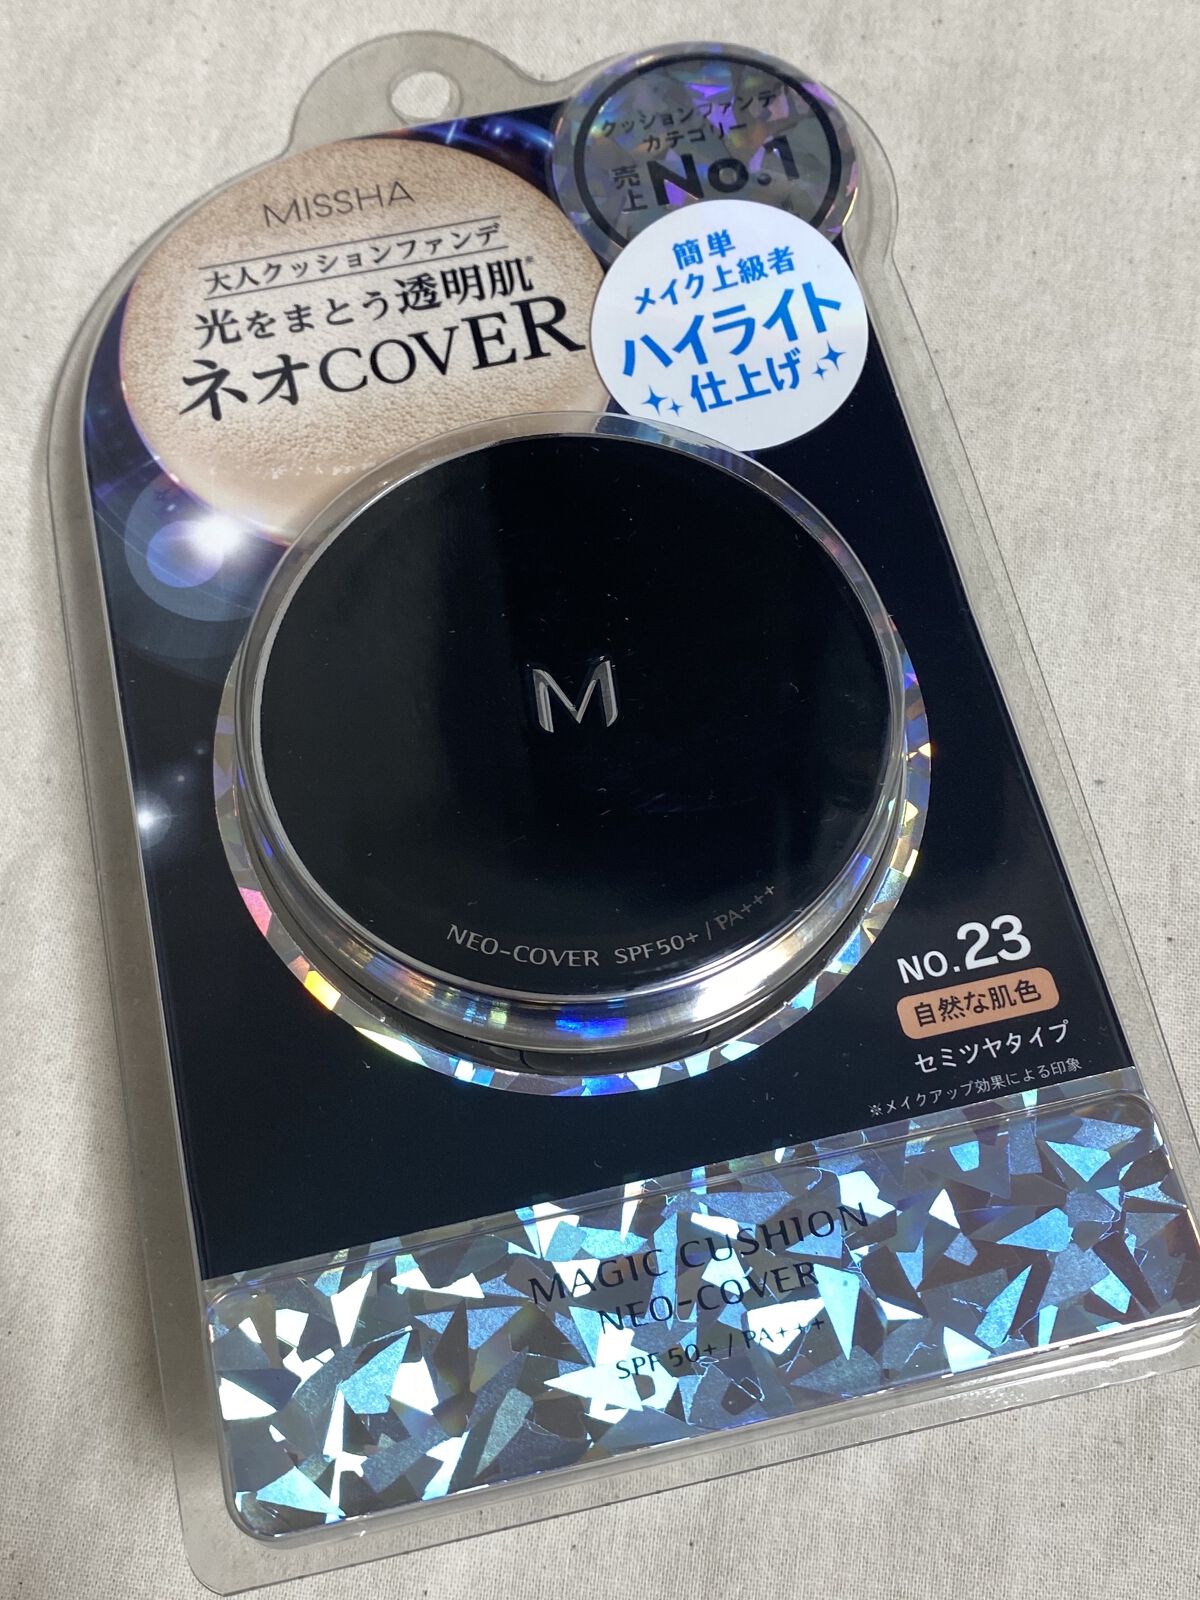 クッションファンデ
カテゴリー
売上No.1
MISSHA
大人クッションファンデ
光をまとう透明肌※
ネオCOVER
簡単
メイク上級者
ハイライト
仕上げ
M
NEO-COVER SPF50+ / PA+++
NO.23
自然な肌色
セミツヤタイプ
※メイクアップ効果による印象
MAGIC CUSHION
NEO-COVER
SPF 50+ / PA+++